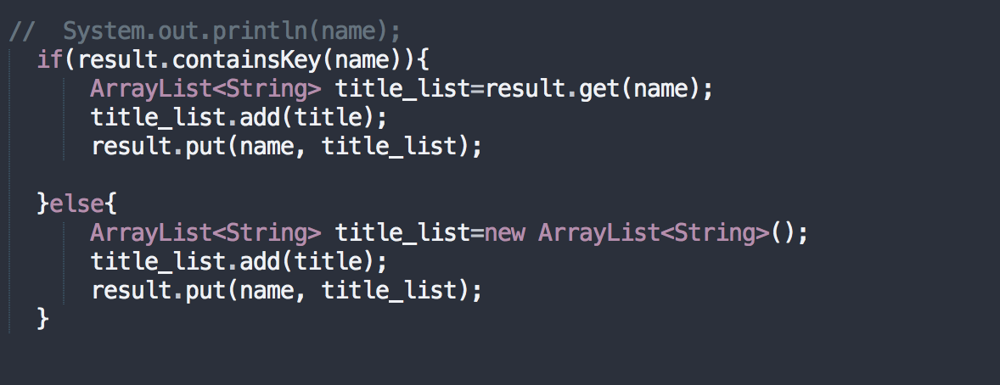 //  System.out.println(name);
if(result.containsKey(name)){
ArrayList<String> title_list=result.get(name);
title_list.add(title);
result.put(name, title_list);
}else{
ArrayList<String> title_list=new ArrayList<String>();
title_list.add(title);
result.put(name, title_list);
}